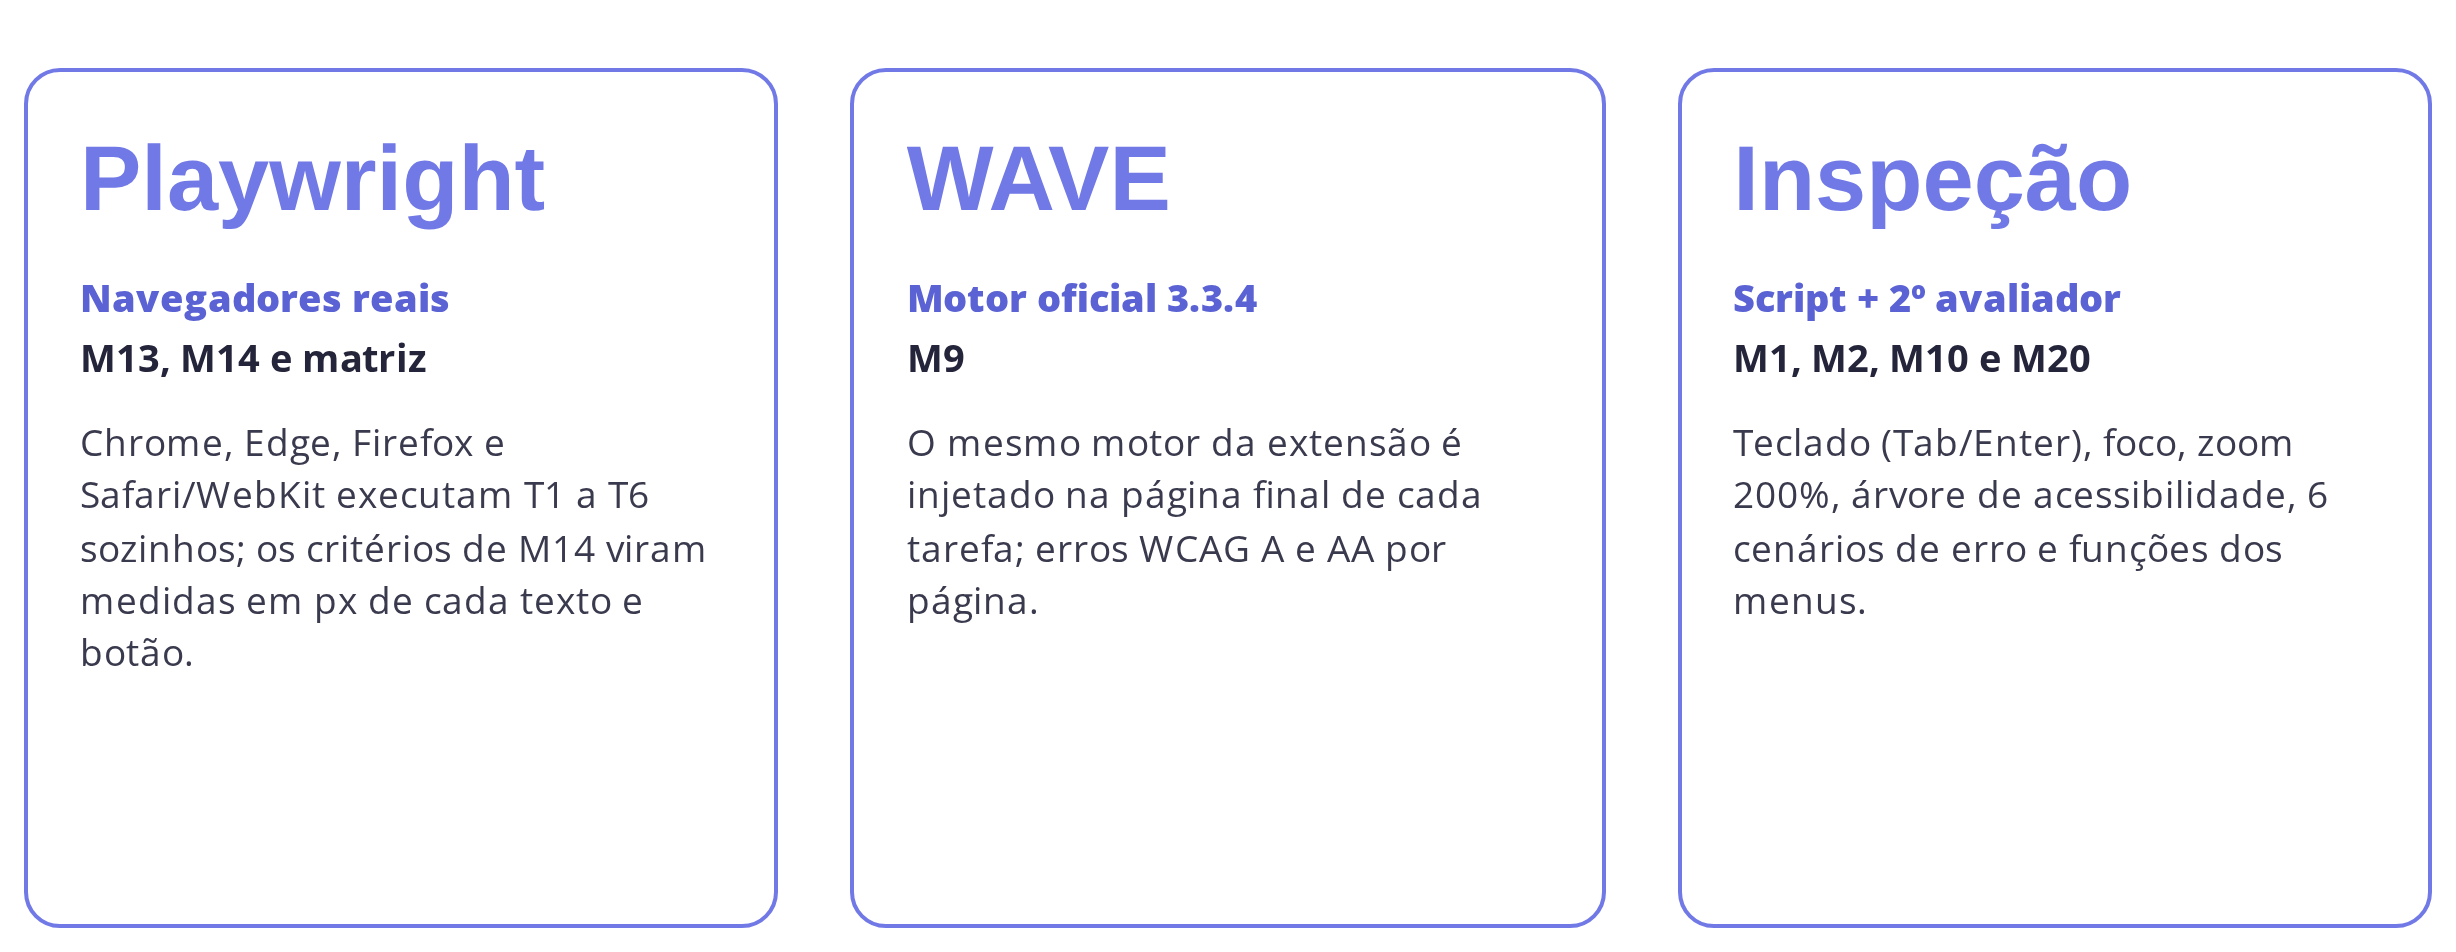 Playwright
Navegadores reais
M13, M14 e matriz
Chrome, Edge, Firefox e
Safari/WebKit executam T1 a T6
sozinhos; os critérios de M14 viram
medidas em px de cada texto e
botão.
WAVE
Motor oficial 3.3.4
M9
O mesmo motor da extensão é
injetado na página final de cada
tarefa; erros WCAG A e AA por
página.
Inspeção
Script + 2º avaliador
M1, M2, M10 e M20
Teclado (Tab/Enter), foco, zoom
200%, árvore de acessibilidade, 6
cenários de erro e funções dos
menus.